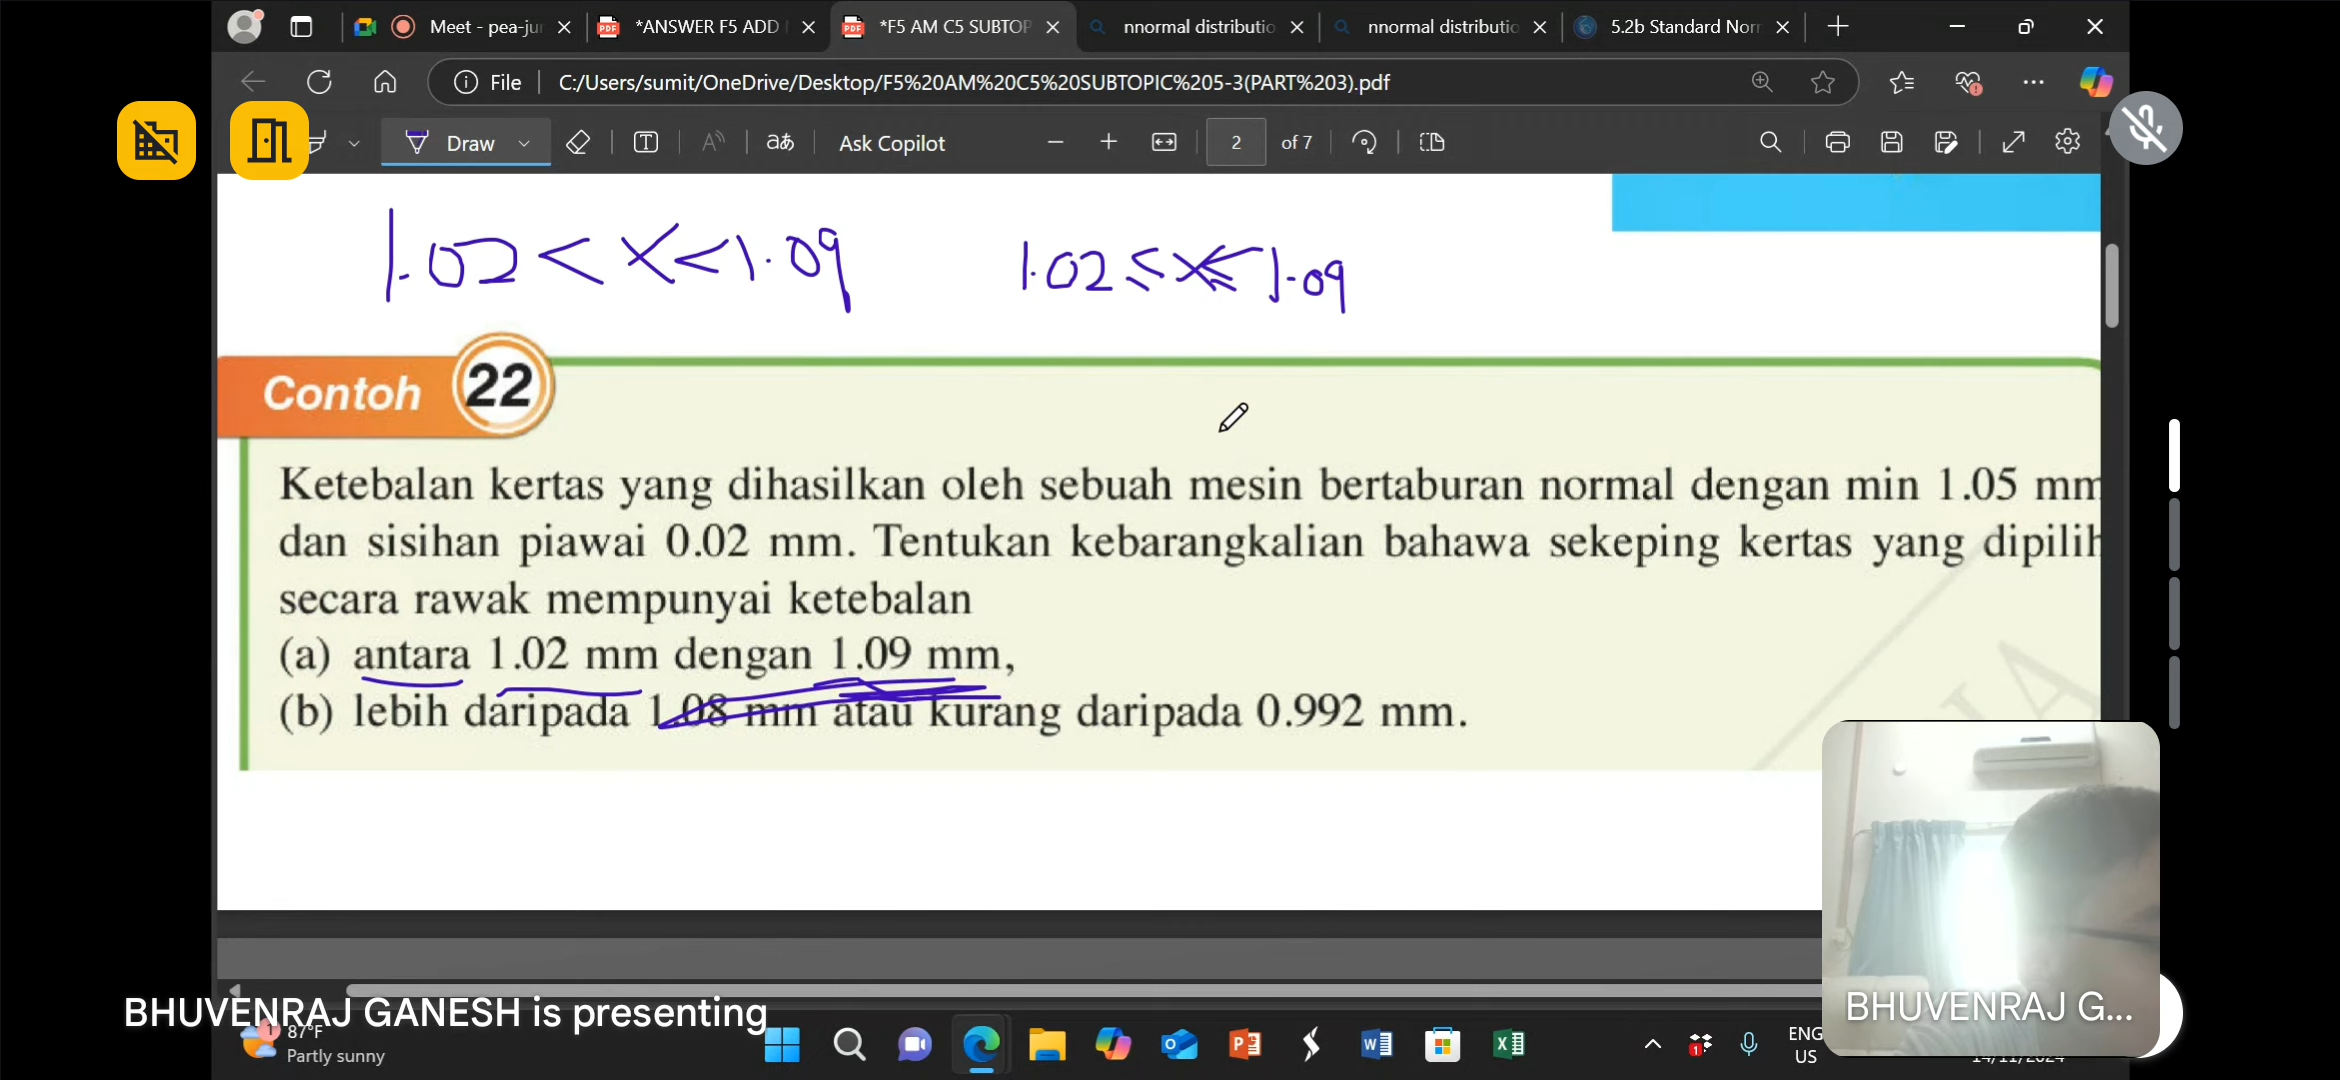 Meet - pea-ju
*ANSWER F5 ADD
*F5 AM C5 SUBTOP
nnormal distributio
nnormal distributio
5.2b Standard Nor
File
C:/Users/sumit/OneDrive/Desktop/F5%20AM%20C5%20SUBTOPIC%205-3(PART%203).pdf
Draw
Ask Copilot
2
of 7
1.02 < x < 1.09
1.02 ≤ x ≤ 1.09
Contoh 22
Ketebalan kertas yang dihasilkan oleh sebuah mesin bertaburan normal dengan min 1.05 mm
dan sisihan piawai 0.02 mm. Tentukan kebarangkalian bahawa sekeping kertas yang dipilih
secara rawak mempunyai ketebalan
(a) antara 1.02 mm dengan 1.09 mm,
(b) lebih daripada 1.08 mm atau kurang daripada 0.992 mm.
BHUVENRAJ GANESH is presenting
BHUVENRAJ G...
87°F
Partly sunny
ENG
US
14/11/2024